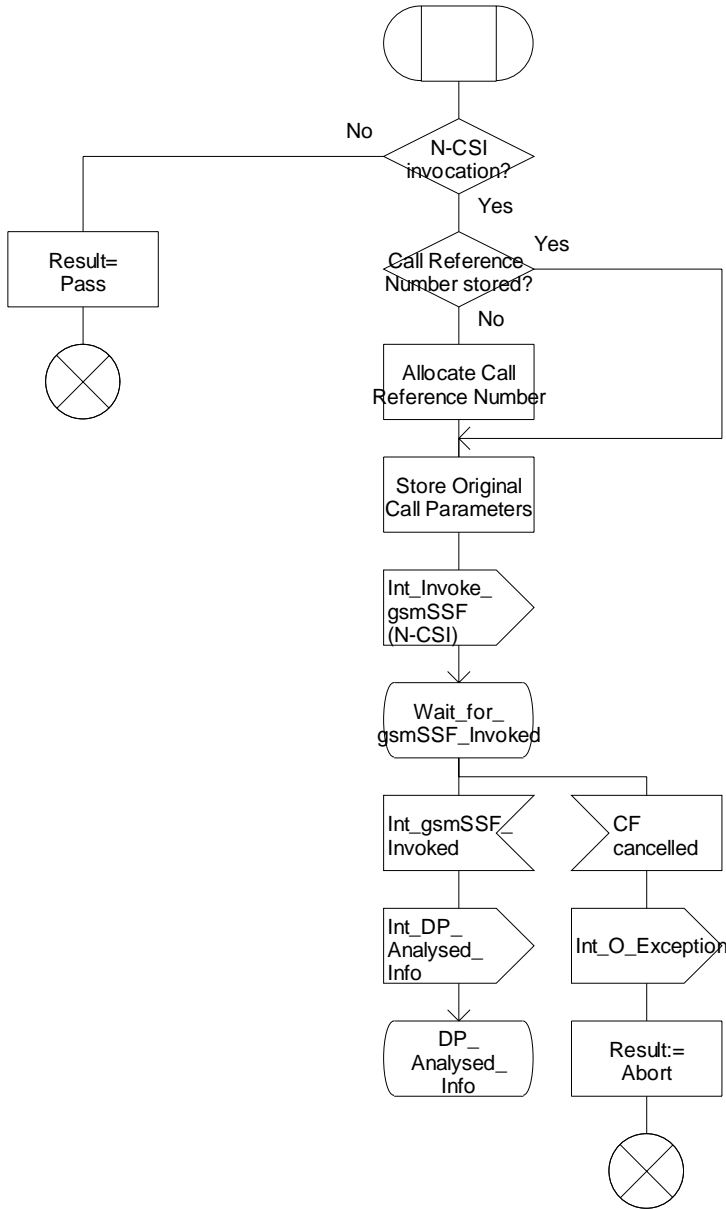 No
N-CSI
invocation?
Yes
Result=
Pass
Call Reference
Number stored?
Yes
No
Allocate Call
Reference Number
Store Original
Call Parameters
Int_Invoke_
gsmSSF
(N-CSI)
Wait_for_
gsmSSF_Invoked
Int_gsmSSF_
Invoked
CF
cancelled
Int_DP_
Analysed_
Info
Int_O_Exception
DP_
Analysed_
Info
Result:=
Abort